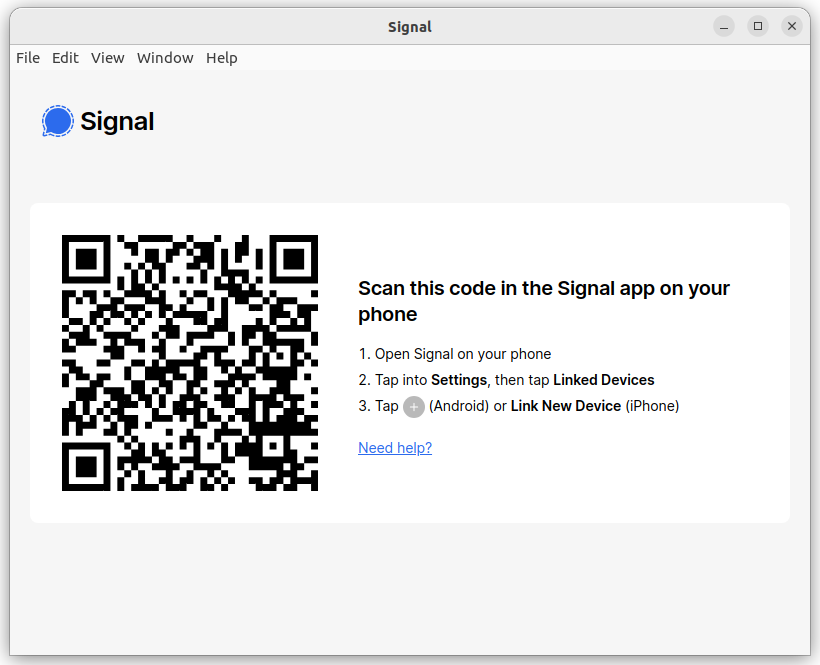 Signal
File Edit View Window Help
Signal
Scan this code in the Signal app on your
phone
1. Open Signal on your phone
2. Tap into Settings, then tap Linked Devices
3. Tap + (Android) or Link New Device (iPhone)
Need help?